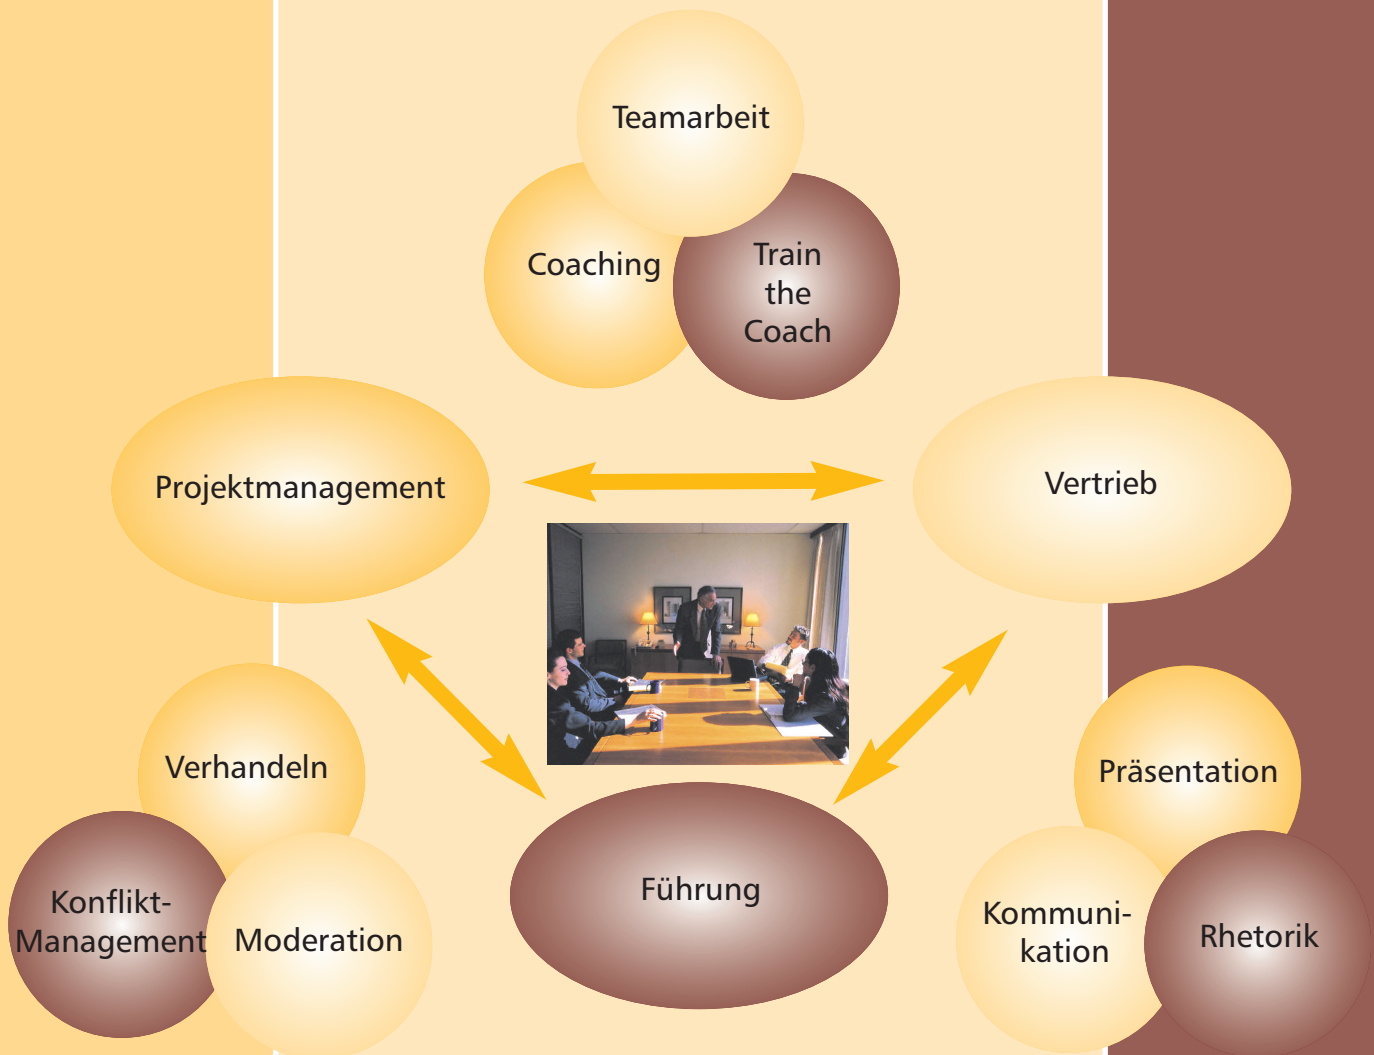 Teamarbeit
Coaching
Train
the
Coach
Projektmanagement
Vertrieb
Verhandeln
Konflikt-
Management
Moderation
Führung
Präsentation
Kommuni-
kation
Rhetorik